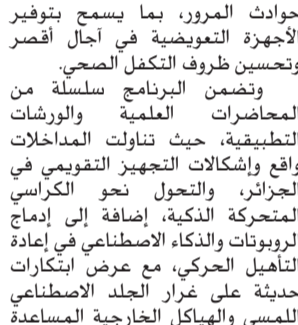 حوادث المرور، بما يسمح بتوفير
الأجهزة التعويضية في آجال أقصر
وتحسين ظروف التكفل الصحي.
وتضمن البرنامج سلسلة من
المحاضرات العلمية والورشات
التطبيقية، حيث تناولت المداخلات
واقع وإشكالات التجهيز التقويمي في
الجزائر، والتحول نحو الكراسي
المتحركة الذكية، إضافة إلى إدماج
الروبوتات والذكاء الاصطناعي في إعادة
التأهيل الحركي، مع عرض ابتكارات
حديثة على غرار الجلد الاصطناعي
للمسي والهياكل الخارجية المساعدة